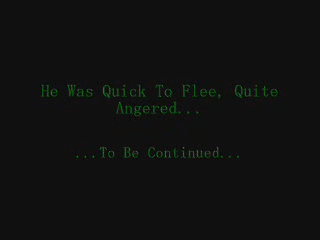 He Was Quick To Flee, Quite
Angered...
...To Be Continued...